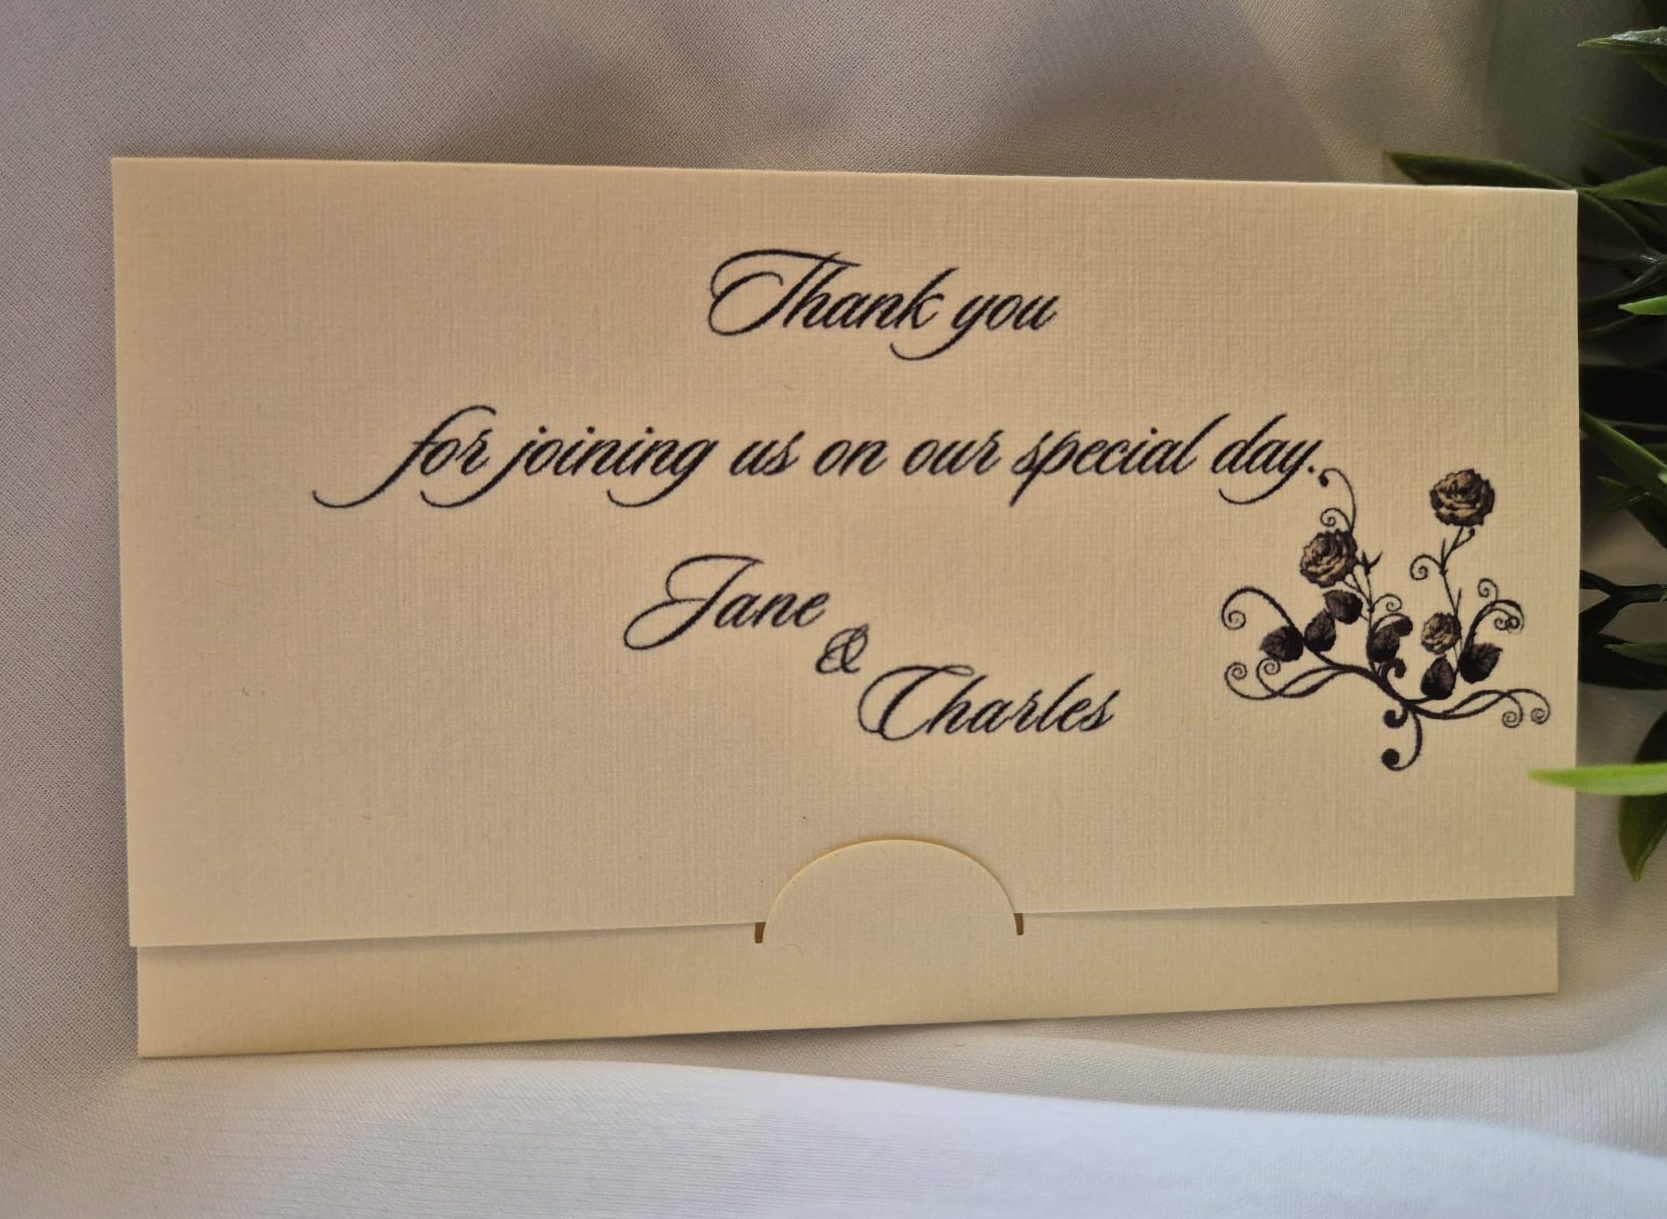 Thank you
for joining us on our special day.
Jane
&
Charles